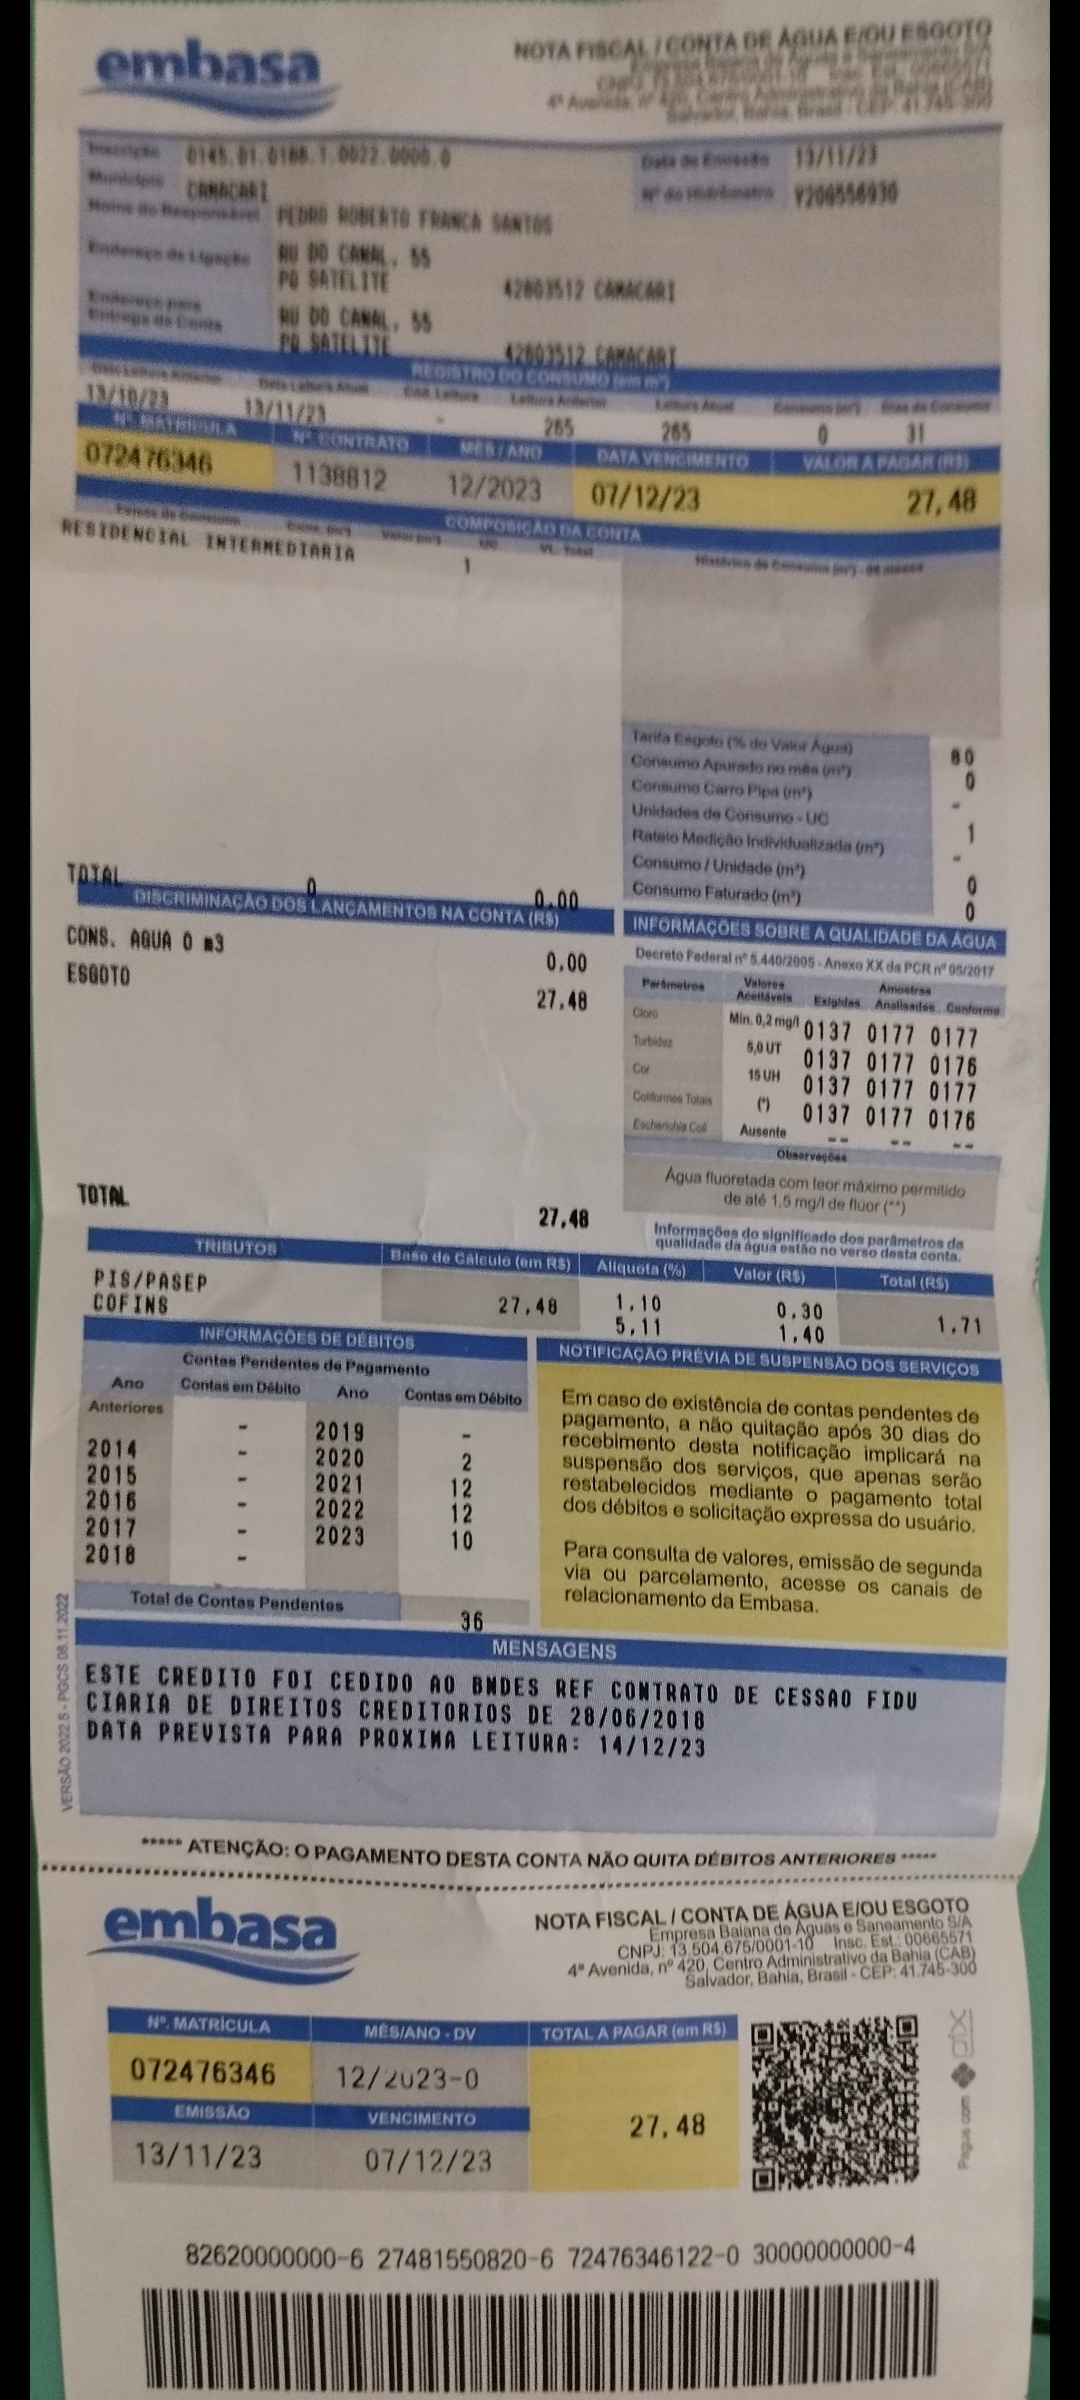 embasa
NOTA FISCAL / CONTA DE ÁGUA E/OU ESGOTO
Empresa Baiana de Águas e Saneamento S/A
4ª Avenida, nº 420, Centro Administrativo da Bahia (CAB)
Salvador, Bahia, Brasil - CEP: 41.745-300
Inscrição 0145.01.0188.1.0022.0000.0 Data de Emissão 13/11/23
Município CAMACARI Nº do Hidrômetro Y20G556930
Nome do Responsável PEDRO ROBERTO FRANCA SANTOS
Endereço da Ligação RU DO CANAL, 55
PQ SATELITE 42803512 CAMACARI
Endereço para Entrega da Conta RU DO CANAL, 55
PQ SATELITE 42803512 CAMACARI
REGISTRO DO CONSUMO (em m³)
Data Leitura Anterior Data Leitura Atual Cod. Leitura Leitura Anterior Leitura Atual Consumo (m³) Dias de Consumo
13/10/23 13/11/23 - 265 265 0 31
Nº. MATRÍCULA Nº. CONTRATO MÊS / ANO DATA VENCIMENTO VALOR A PAGAR (R$)
072476346 1138812 12/2023 07/12/23 27,48
COMPOSIÇÃO DA CONTA
Faixas de Consumo Cons. (m³) Valor (m³) UC VL. Total
RESIDENCIAL INTERMEDIARIA 1
Tarifa Esgoto (% do Valor Água) 80
Consumo Apurado no mês (m³) 0
Consumo Carro Pipa (m³) -
Unidades de Consumo - UC 1
Rateio Medição Individualizada (m³) -
Consumo / Unidade (m³) 0
Consumo Faturado (m³) 0
TOTAL 0 0.00
DISCRIMINAÇÃO DOS LANÇAMENTOS NA CONTA (R$)
CONS. AGUA 0 m3 0.00
ESGOTO 27.48
TOTAL 27,48
INFORMAÇÕES SOBRE A QUALIDADE DA ÁGUA
Decreto Federal nº 5.440/2005 - Anexo XX da PCR nº 05/2017
Parâmetros Valores Aceitáveis Amostras
Exigidas Analisadas Conforme
Cloro Min. 0,2 mg/l 0137 0177 0177
Turbidez 5,0 UT 0137 0177 0176
Cor 15 UH 0137 0177 0177
Coliformes Totais (*) 0137 0177 0176
Escherichia Coli Ausente -- -- --
Observações
Água fluoretada com teor máximo permitido
de até 1,5 mg/l de flúor (**)
Informações do significado dos parâmetros da
qualidade da água estão no verso desta conta.
TRIBUTOS Base de Cálculo (em R$) Alíquota (%) Valor (R$) Total (R$)
PIS/PASEP 27,48 1.10 0.30 1.71
COFINS 5.11 1.40
INFORMAÇÕES DE DÉBITOS
Contas Pendentes de Pagamento
Ano Contas em Débito Ano Contas em Débito
Anteriores - 2019 -
2014 - 2020 2
2015 - 2021 12
2016 - 2022 12
2017 - 2023 10
2018 -
Total de Contas Pendentes 36
NOTIFICAÇÃO PRÉVIA DE SUSPENSÃO DOS SERVIÇOS
Em caso de existência de contas pendentes de
pagamento, a não quitação após 30 dias do
recebimento desta notificação implicará na
suspensão dos serviços, que apenas serão
restabelecidos mediante o pagamento total
dos débitos e solicitação expressa do usuário.
Para consulta de valores, emissão de segunda
via ou parcelamento, acesse os canais de
relacionamento da Embasa.
VERSÃO 2022.5 - PGCS 08.11.2022
MENSAGENS
ESTE CREDITO FOI CEDIDO AO BNDES REF CONTRATO DE CESSAO FIDU
CIARIA DE DIREITOS CREDITORIOS DE 28/06/2018
DATA PREVISTA PARA PROXIMA LEITURA: 14/12/23
***** ATENÇÃO: O PAGAMENTO DESTA CONTA NÃO QUITA DÉBITOS ANTERIORES *****
embasa
NOTA FISCAL / CONTA DE ÁGUA E/OU ESGOTO
Empresa Baiana de Águas e Saneamento S/A
CNPJ: 13.504.675/0001-10 Insc. Est.: 00665571
4ª Avenida, nº 420, Centro Administrativo da Bahia (CAB)
Salvador, Bahia, Brasil - CEP: 41.745-300
Nº. MATRÍCULA MÊS/ANO - DV TOTAL A PAGAR (em R$)
072476346 12/2023-0 27,48
EMISSÃO VENCIMENTO
13/11/23 07/12/23
Pague com pix
82620000000-6 27481550820-6 72476346122-0 30000000000-4